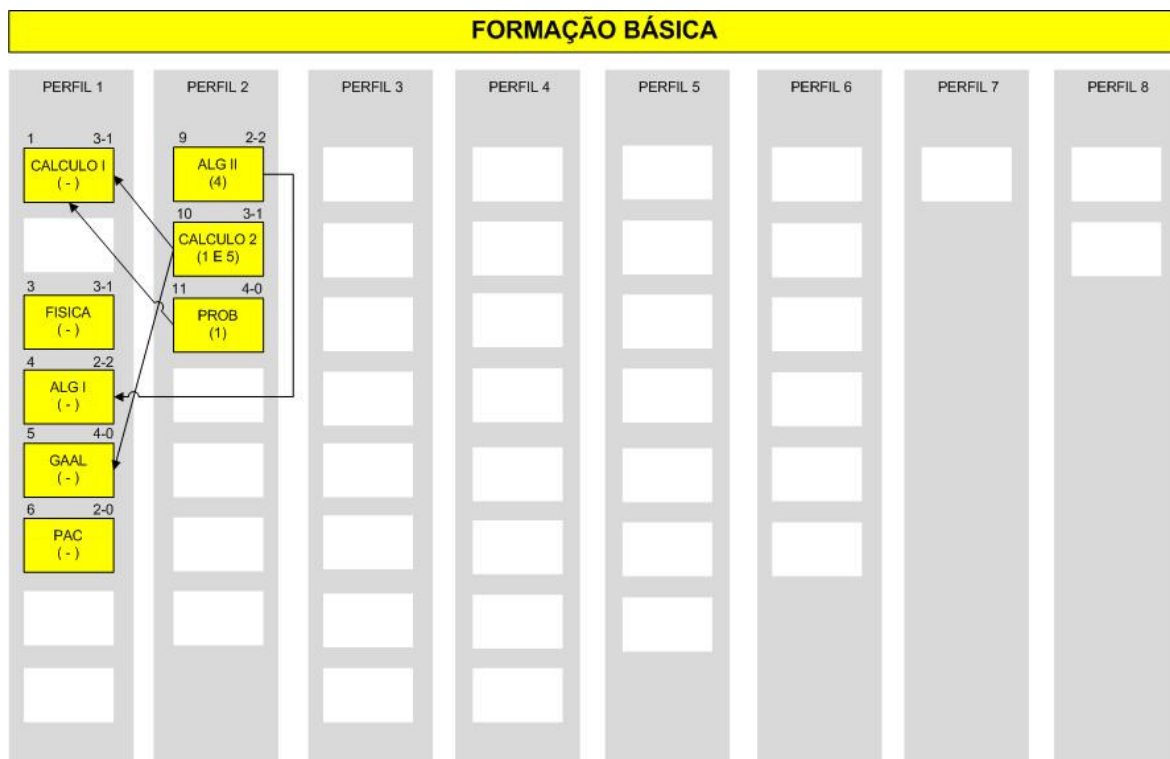 FORMAÇÃO BÁSICA
PERFIL 1
PERFIL 2
PERFIL 3
PERFIL 4
PERFIL 5
PERFIL 6
PERFIL 7
PERFIL 8
1 3-1
CALCULO I
( - )
3 3-1
FISICA
( - )
4 2-2
ALG I
( - )
5 4-0
GAAL
( - )
6 2-0
PAC
( - )
9 2-2
ALG II
(4)
10 3-1
CALCULO 2
(1 E 5)
11 4-0
PROB
(1)